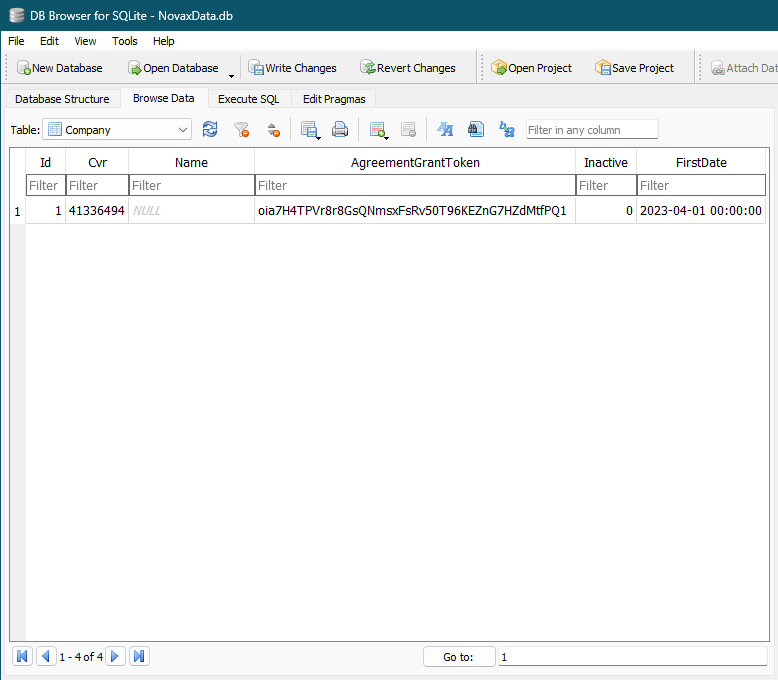 DB Browser for SQLite - NovaxData.db
File Edit View Tools Help
New Database Open Database Write Changes Revert Changes Open Project Save Project Attach Dat
Database Structure Browse Data Execute SQL Edit Pragmas
Table: Company Filter in any column
Id Cvr Name AgreementGrantToken Inactive FirstDate
Filter Filter Filter Filter Filter Filter
1 1 41336494 NULL oia7H4TPVr8r8GsQNmsxFsRv50T96KEZnG7HZdMtfPQ1 0 2023-04-01 00:00:00
1 - 4 of 4 Go to: 1